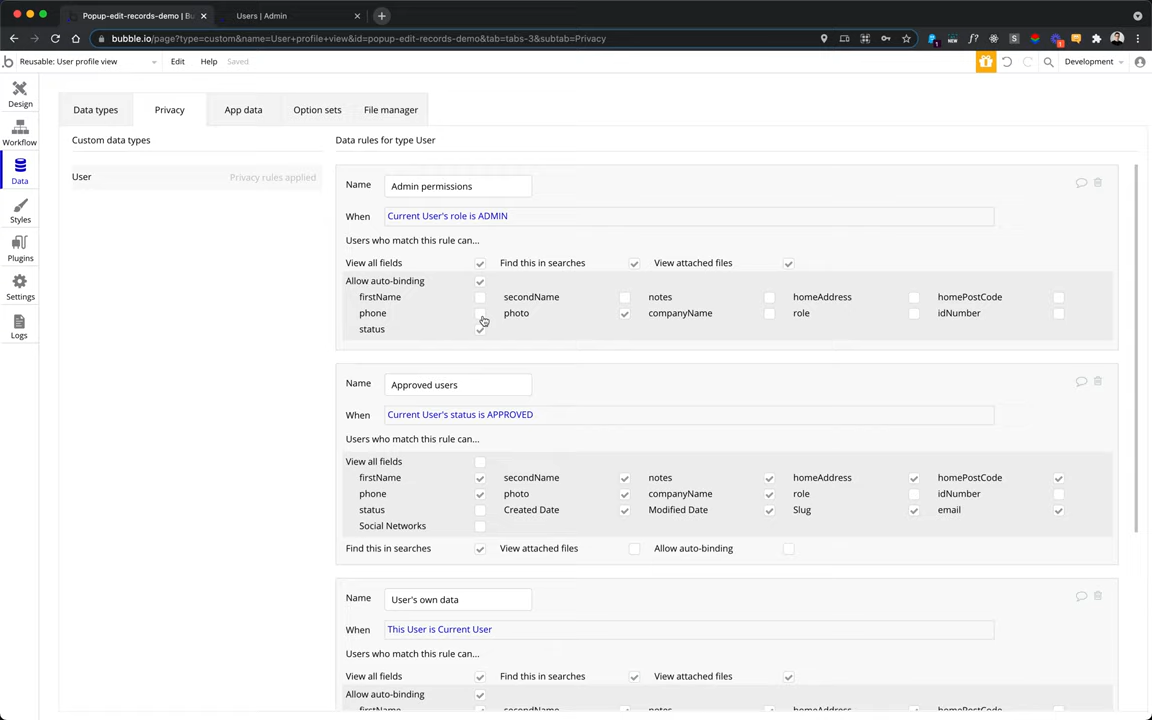 Popup-edit-records-demo | Bu
Users | Admin
bubble.io/page?type=custom&name=User+profile+view&id=popup-edit-records-demo&tab=tabs-3&subtab=Privacy
Reusable: User profile view
Edit
Help
Saved
Development
Design
Workflow
Data
Styles
Plugins
Settings
Logs
Data types
Privacy
App data
Option sets
File manager
Custom data types
User
Privacy rules applied
Data rules for type User
Name
Admin permissions
When
Current User's role is ADMIN
Users who match this rule can...
View all fields
Find this in searches
View attached files
Allow auto-binding
firstName
secondName
notes
homeAddress
homePostCode
phone
photo
companyName
role
idNumber
status
Name
Approved users
When
Current User's status is APPROVED
Users who match this rule can...
View all fields
firstName
secondName
notes
homeAddress
homePostCode
phone
photo
companyName
role
idNumber
status
Created Date
Modified Date
Slug
email
Social Networks
Find this in searches
View attached files
Allow auto-binding
Name
User's own data
When
This User is Current User
Users who match this rule can...
View all fields
Find this in searches
View attached files
Allow auto-binding
firstName
secondName
notes
homeAddress
homePostCode